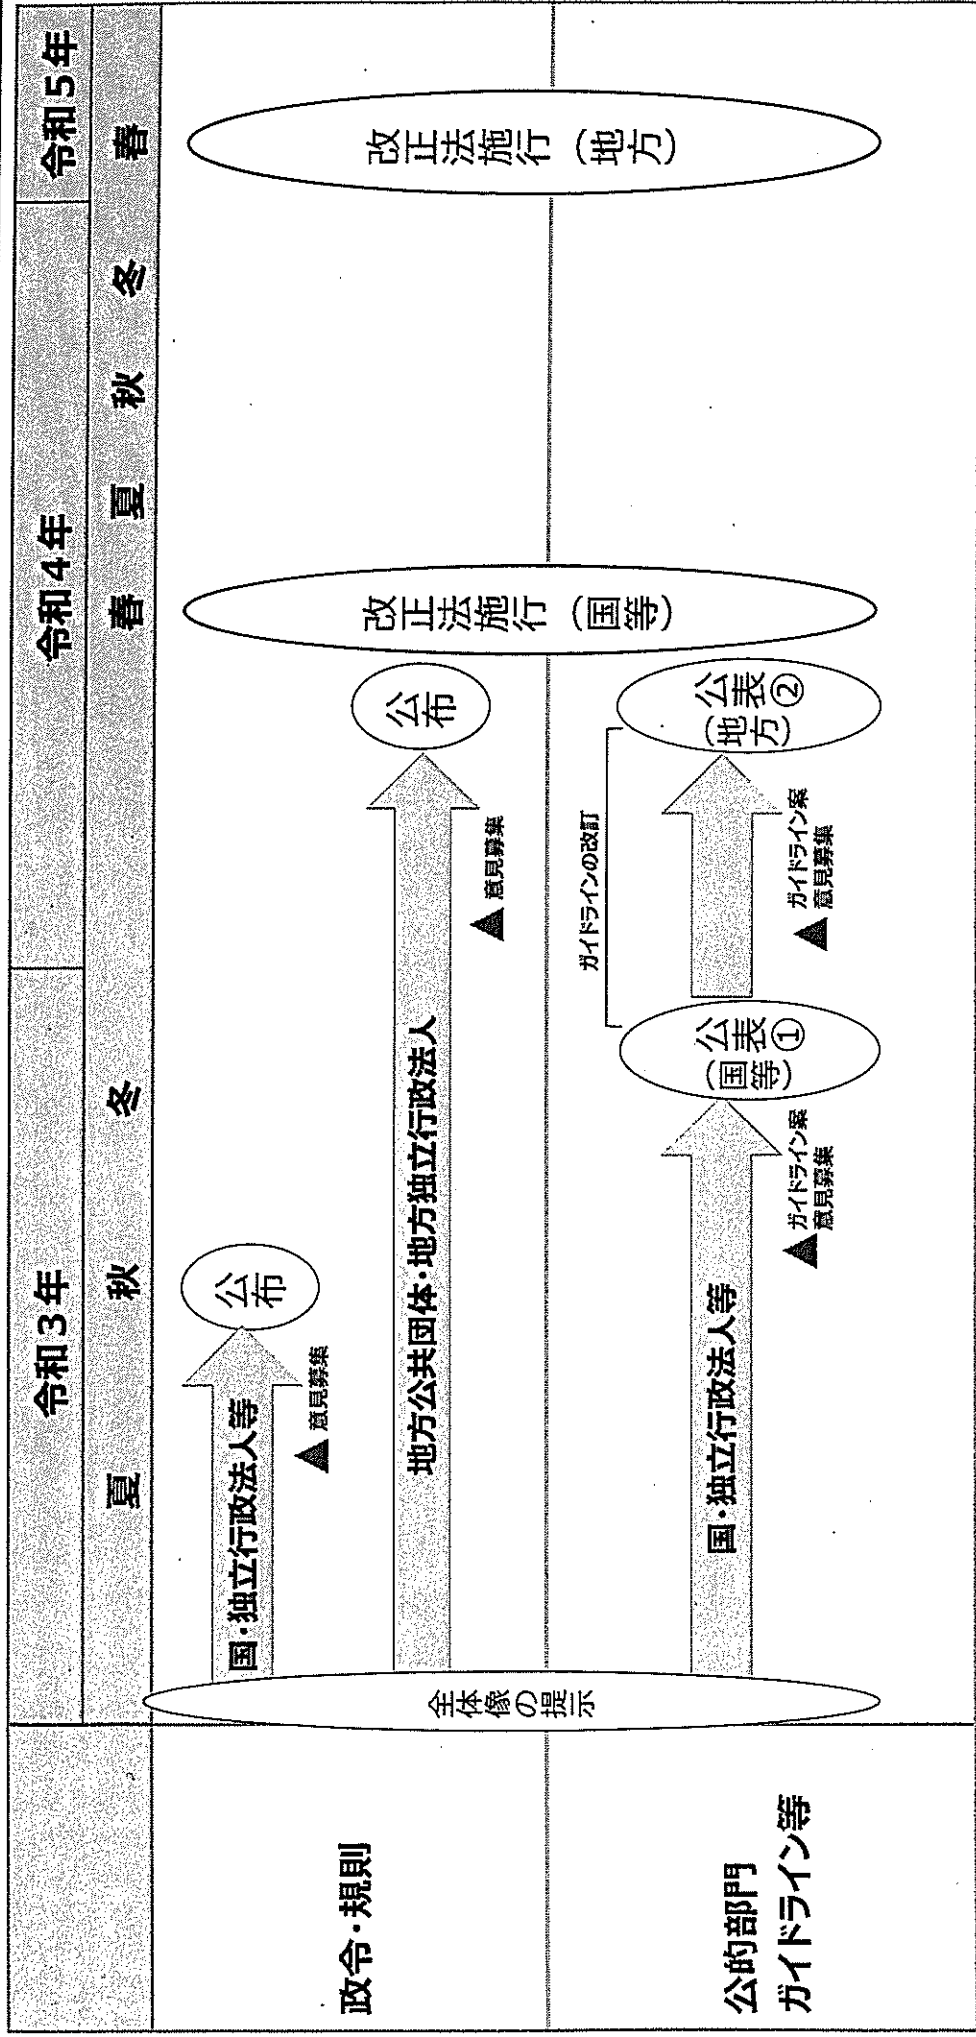 令和3年
令和4年
令和5年
夏 秋 冬 春 夏 秋 冬 春
政令・規則
全体像の提示
国・独立行政法人等
意見募集
公布
地方公共団体・地方独立行政法人
意見募集
公布
改正法施行（国等）
改正法施行（地方）
公的部門
ガイドライン等
国・独立行政法人等
ガイドライン案
意見募集
公表①
（国等）
ガイドラインの改訂
ガイドライン案
意見募集
公表②
（地方）